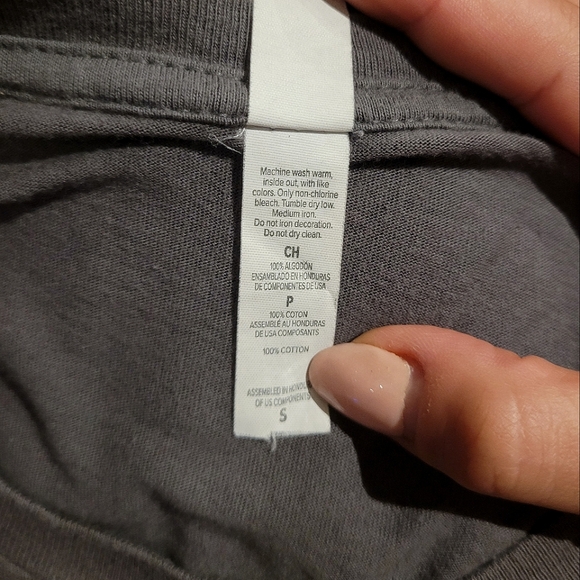 Machine wash warm,
inside out, with like
colors. Only non-chlorine
bleach. Tumble dry low.
Medium iron.
Do not iron decoration.
Do not dry clean.
CH
100% ALGODÓN
ENSAMBLADO EN HONDURAS
DE COMPONENTES DE USA
P
100% COTON
ASSEMBLÉ AU HONDURAS
DE USA COMPOSANTS
100% COTTON
ASSEMBLED IN
OF US COMPONENTS
S